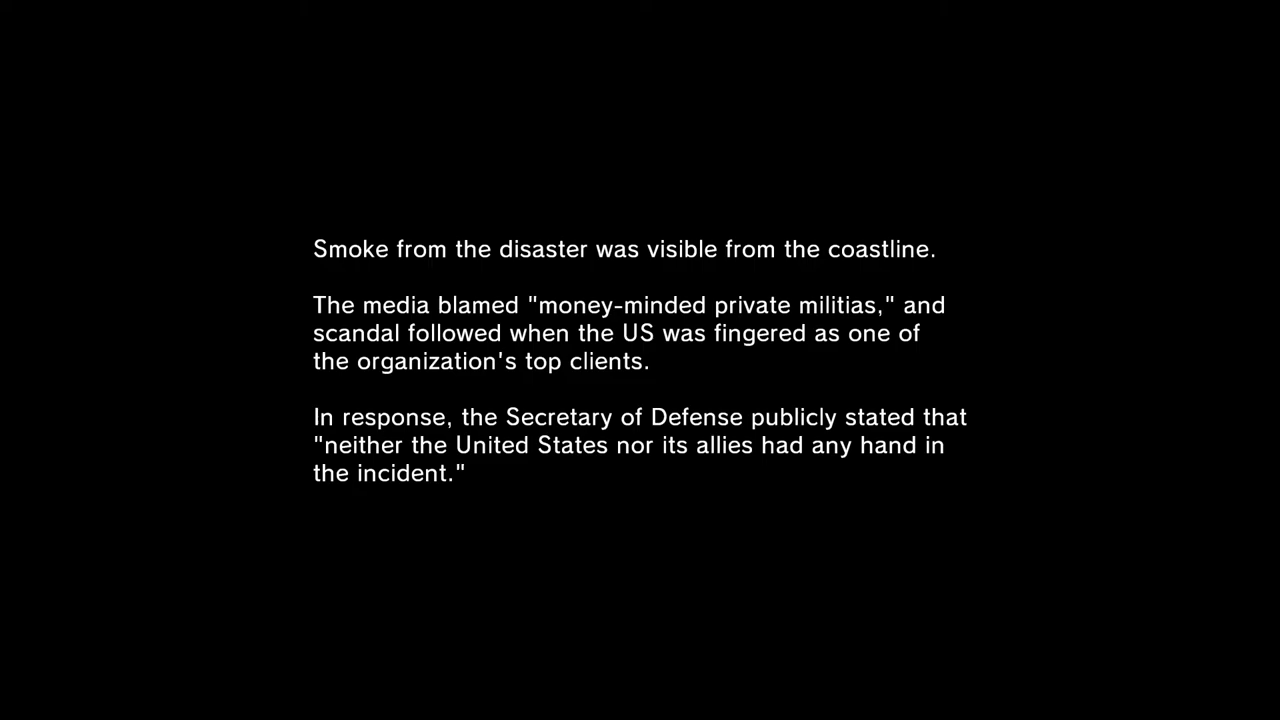 Smoke from the disaster was visible from the coastline.
The media blamed "money-minded private militias," and
scandal followed when the US was fingered as one of
the organization's top clients.
In response, the Secretary of Defense publicly stated that
"neither the United States nor its allies had any hand in
the incident."